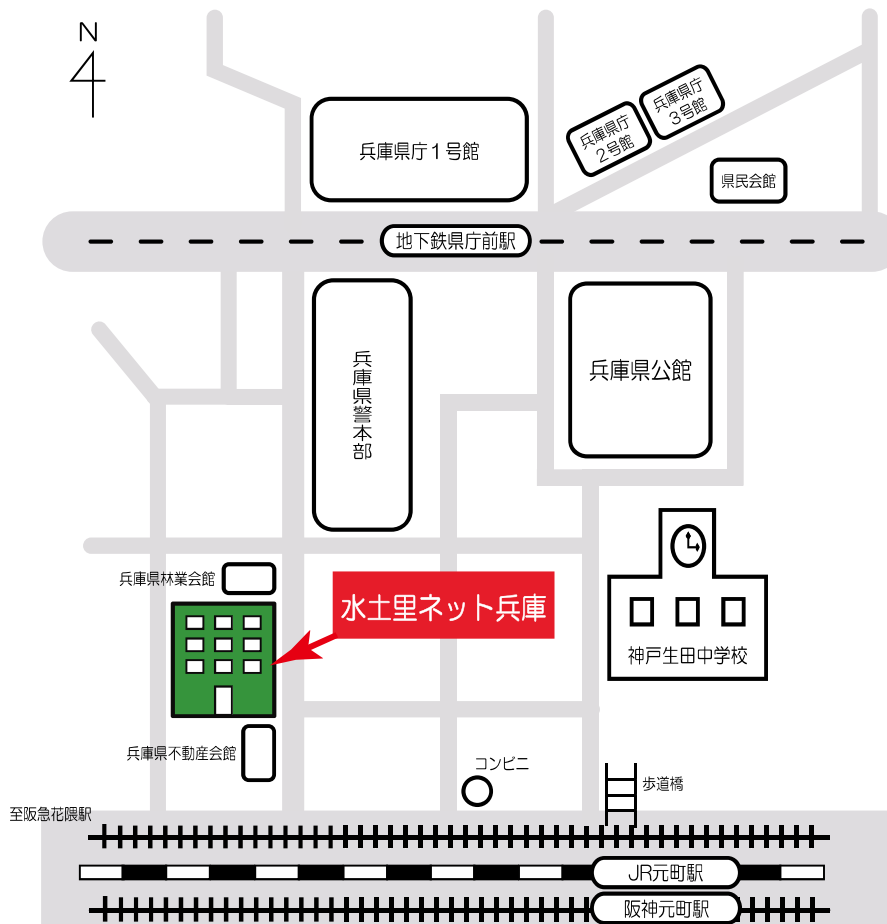 N
兵庫県庁1号館
兵庫県庁
2号館
兵庫県庁
3号館
県民会館
地下鉄県庁前駅
兵庫県警本部
兵庫県公館
兵庫県林業会館
水土里ネット兵庫
神戸生田中学校
兵庫県不動産会館
コンビニ
歩道橋
至阪急花隈駅
JR元町駅
阪神元町駅